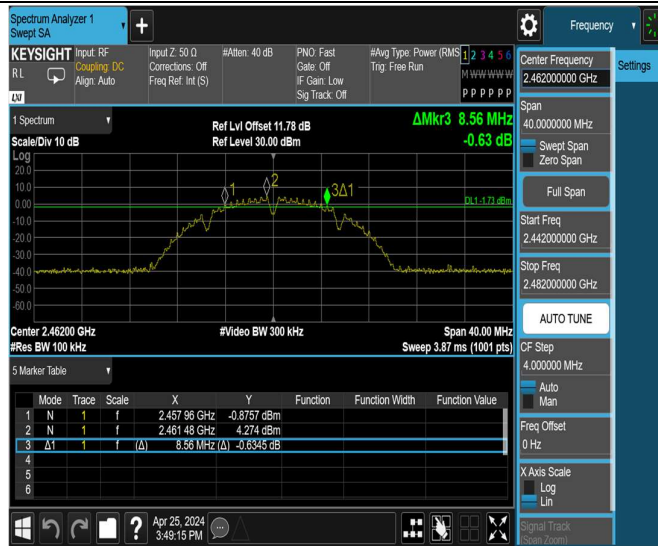 Spectrum Analyzer 1
Swept SA
Frequency
KEYSIGHT
RL
LXI
Input: RF
Coupling: DC
Align: Auto
Input Z: 50 Ω
Corrections: Off
Freq Ref: Int (S)
#Atten: 40 dB
PNO: Fast
Gate: Off
IF Gain: Low
Sig Track: Off
#Avg Type: Power (RMS
Trig: Free Run
1 2 3 4 5 6
M W W W W W
P P P P P P
1 Spectrum
Scale/Div 10 dB
Ref Lvl Offset 11.78 dB
Ref Level 30.00 dBm
ΔMkr3 8.56 MHz
-0.63 dB
Log
20.0
10.0
0.00
-10.0
-20.0
-30.0
-40.0
-50.0
-60.0
1
2
3Δ1
DL1 -1.73 dBm
Center 2.46200 GHz
#Res BW 100 kHz
#Video BW 300 kHz
Span 40.00 MHz
Sweep 3.87 ms (1001 pts)
5 Marker Table
Mode Trace Scale X Y Function Function Width Function Value
1 N 1 f 2.457 96 GHz -0.8757 dBm
2 N 1 f 2.461 48 GHz 4.274 dBm
3 Δ1 1 f (Δ) 8.56 MHz (Δ) -0.6345 dB
4
5
6
Apr 25, 2024
3:49:15 PM
Center Frequency
2.462000000 GHz
Settings
Span
40.0000000 MHz
Swept Span
Zero Span
Full Span
Start Freq
2.442000000 GHz
Stop Freq
2.482000000 GHz
AUTO TUNE
CF Step
4.000000 MHz
Auto
Man
Freq Offset
0 Hz
X Axis Scale
Log
Lin
Signal Track
(Span Zoom)